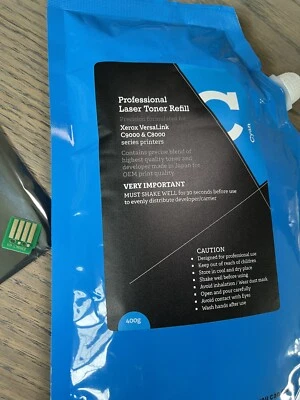 Professional
Laser Toner Refill
Xerox VersaLink
C9000 & C8000
series printers
Contains precise blend of
highest quality toner and
developer made in Japan for
OEM print quality
VERY IMPORTANT
MUST SHAKE WELL for 30 seconds before use
to evenly distribute developer/carrier
C
Cyan
CAUTION
Designed for professional use
Keep out of reach of children
Store in cool and dry place
Shake well before using
Avoid inhalation / Wear dust mask
Open and pour carefully
Avoid contact with Eyes
Wash hands after use
400g